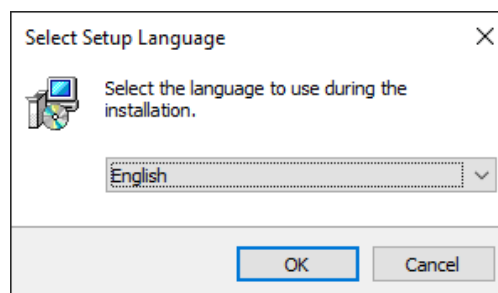 Select Setup Language
Select the language to use during the
installation.
English
OK
Cancel